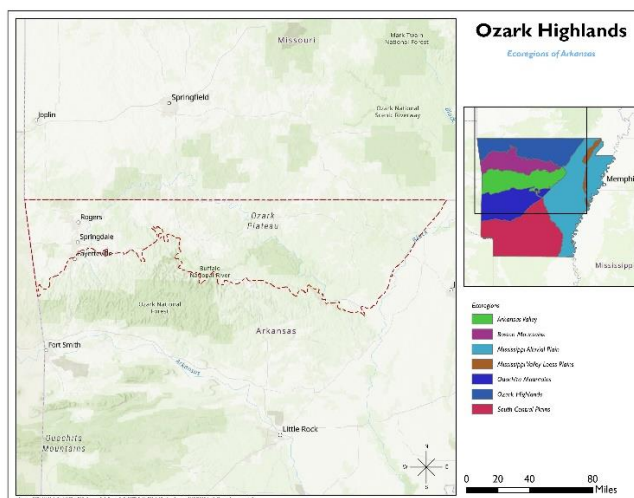 Ozark Highlands
Ecoregions of Arkansas
Missouri
Mark Twain
National Forest
Springfield
Joplin
Ozark National
Scenic Riverway
Black
Rogers
Springdale
Fayetteville
Ozark
Plateau
Buffalo
National River
Black
Ozark National
Forest
Arkansas
Fort Smith
Arkansas
Little Rock
Ouachita
Mountains
N
S
Memphis
Mississippi
Ecoregions
Arkansas Valley
Boston Mountains
Mississippi Alluvial Plain
Mississippi Valley Loess Plains
Ouachita Mountains
Ozark Highlands
South Central Plains
0 20 40 80
Miles